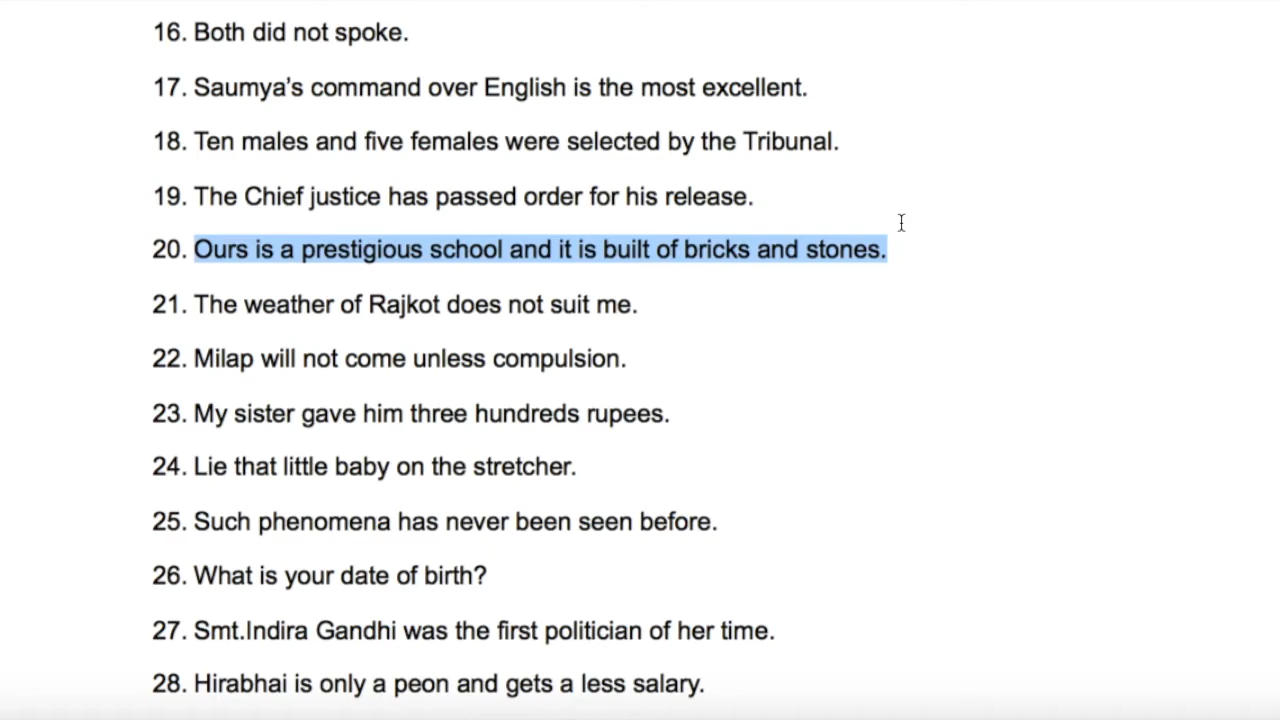 16. Both did not spoke.
17. Saumya’s command over English is the most excellent.
18. Ten males and five females were selected by the Tribunal.
19. The Chief justice has passed order for his release.
20. Ours is a prestigious school and it is built of bricks and stones.
21. The weather of Rajkot does not suit me.
22. Milap will not come unless compulsion.
23. My sister gave him three hundreds rupees.
24. Lie that little baby on the stretcher.
25. Such phenomena has never been seen before.
26. What is your date of birth?
27. Smt.Indira Gandhi was the first politician of her time.
28. Hirabhai is only a peon and gets a less salary.